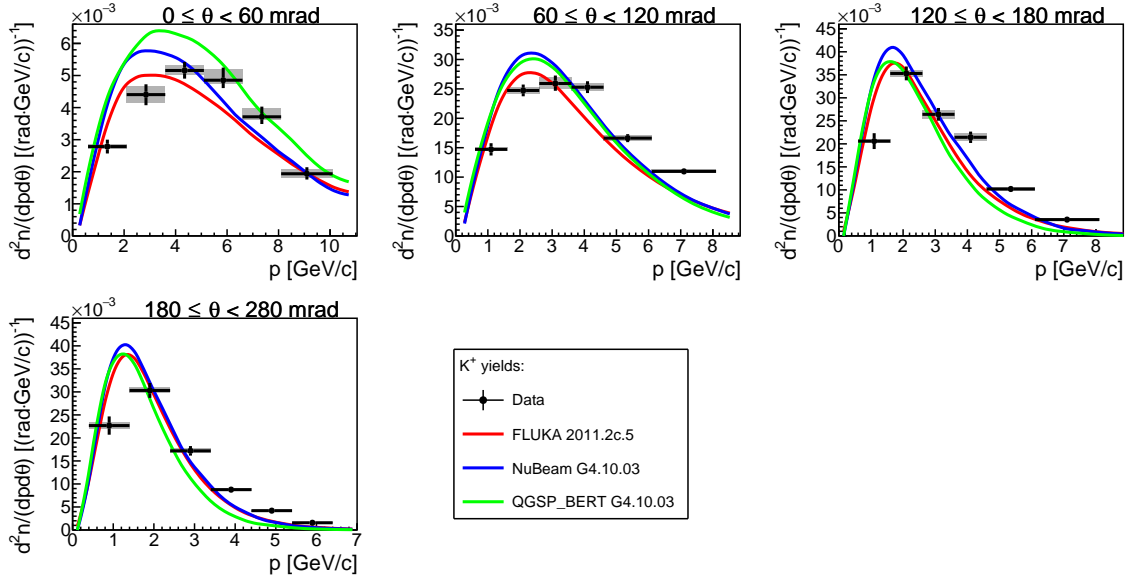 ×10⁻³ 0 ≤ θ < 60 mrad
d²n/(dpdθ) [(rad·GeV/c))⁻¹]
6
5
4
3
2
1
0
0 2 4 6 8 10
p [GeV/c]
×10⁻³ 60 ≤ θ < 120 mrad
d²n/(dpdθ) [(rad·GeV/c))⁻¹]
35
30
25
20
15
10
5
0
0 1 2 3 4 5 6 7 8
p [GeV/c]
×10⁻³ 120 ≤ θ < 180 mrad
d²n/(dpdθ) [(rad·GeV/c))⁻¹]
45
40
35
30
25
20
15
10
5
0
0 1 2 3 4 5 6 7 8
p [GeV/c]
×10⁻³ 180 ≤ θ < 280 mrad
d²n/(dpdθ) [(rad·GeV/c))⁻¹]
45
40
35
30
25
20
15
10
5
0
0 1 2 3 4 5 6 7
p [GeV/c]
K⁺ yields:
Data
FLUKA 2011.2c.5
NuBeam G4.10.03
QGSP_BERT G4.10.03